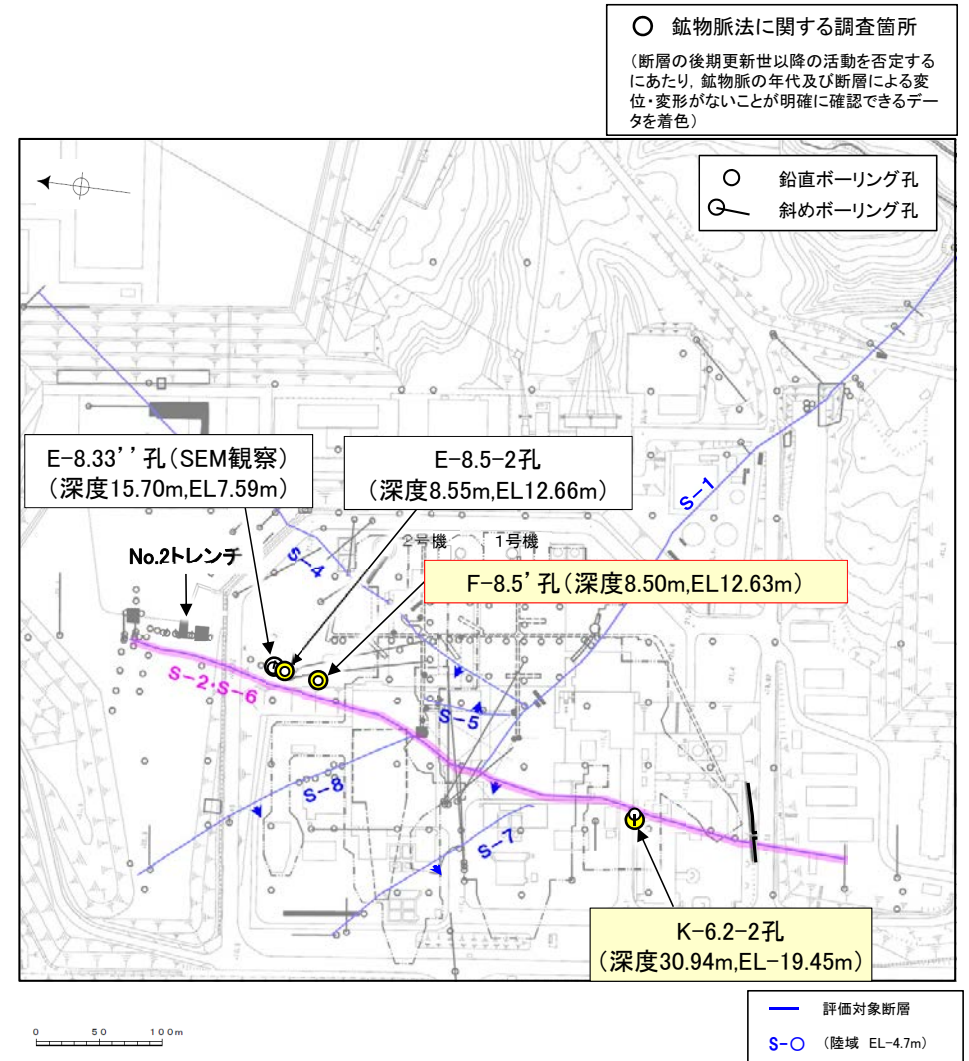 ○ 鉱物脈法に関する調査箇所
(断層の後期更新世以降の活動を否定する
にあたり, 鉱物脈の年代及び断層による変
位・変形がないことが明確に確認できるデー
タを着色)
鉛直ボーリング孔
斜めボーリング孔
E-8.33’’孔(SEM観察)
(深度15.70m,EL7.59m)
E-8.5-2孔
(深度8.55m,EL12.66m)
S-1
2号機
1号機
No.2トレンチ
S-4
F-8.5’孔(深度8.50m,EL12.63m)
S-2・S-6
S-5
S-8
S-7
K-6.2-2孔
(深度30.94m,EL-19.45m)
0 50 100m
評価対象断層
S-○ (陸域 EL-4.7m)